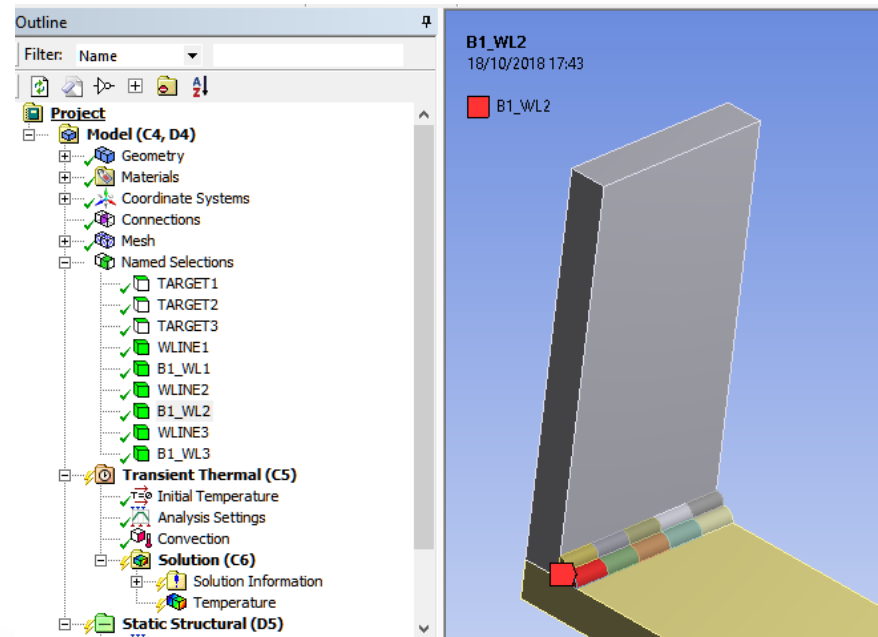 Outline
Filter: Name
Project
Model (C4, D4)
Geometry
Materials
Coordinate Systems
Connections
Mesh
Named Selections
TARGET1
TARGET2
TARGET3
WLINE1
B1_WL1
WLINE2
B1_WL2
WLINE3
B1_WL3
Transient Thermal (C5)
T=0 Initial Temperature
Analysis Settings
Convection
Solution (C6)
Solution Information
Temperature
Static Structural (D5)
B1_WL2
18/10/2018 17:43
B1_WL2